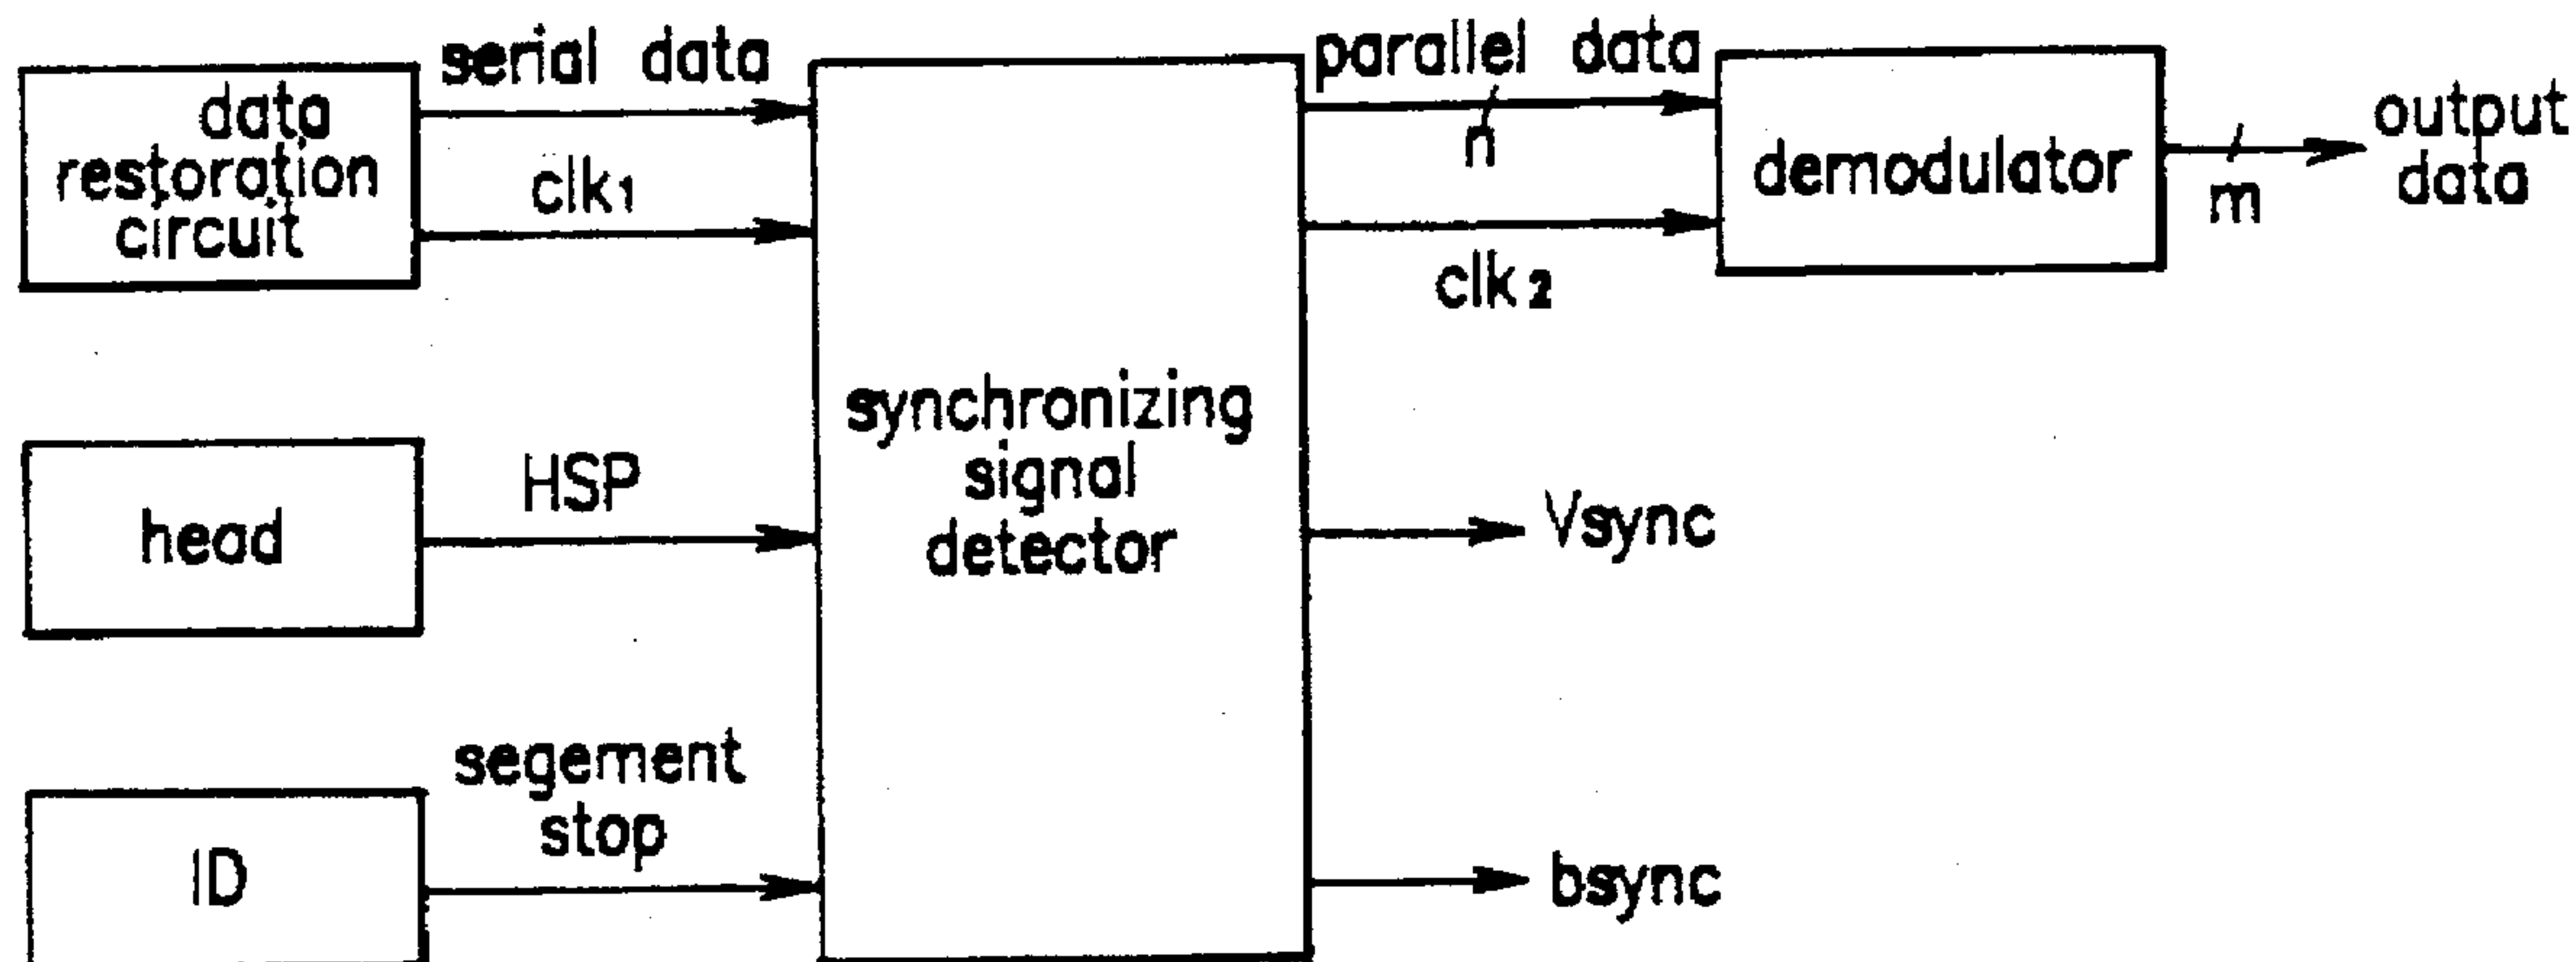 serial data
data
restoration
circuit
clk1
parallel data
n
clk2
demodulator
m
output
data
head
HSP
synchronizing
signal
detector
Vsync
ID
segement
stop
bsync